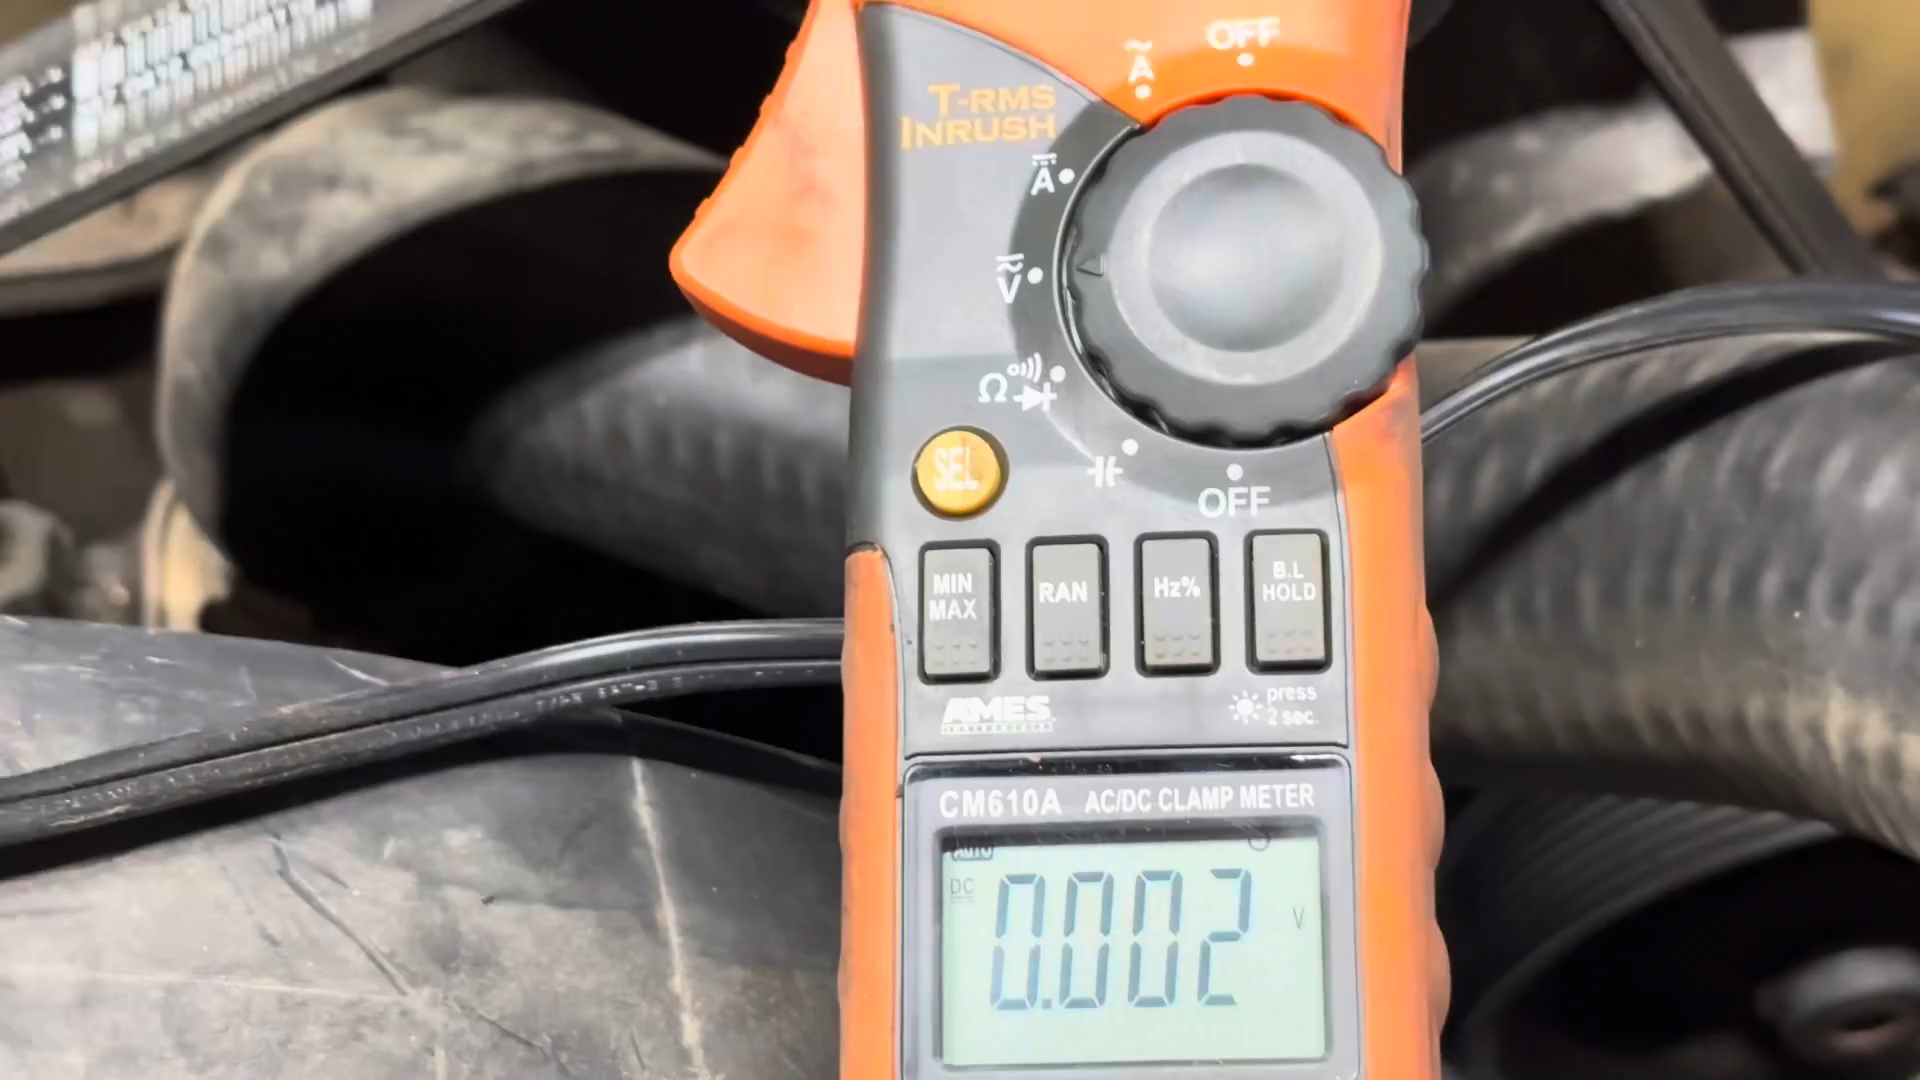 OFF
A
T-RMS
INRUSH
A
V
Ω
SEL
OFF
MIN
MAX
RAN
Hz%
B.L
HOLD
AMES
press
2 sec.
CM610A AC/DC CLAMP METER
AUTO
DC
0.002
V